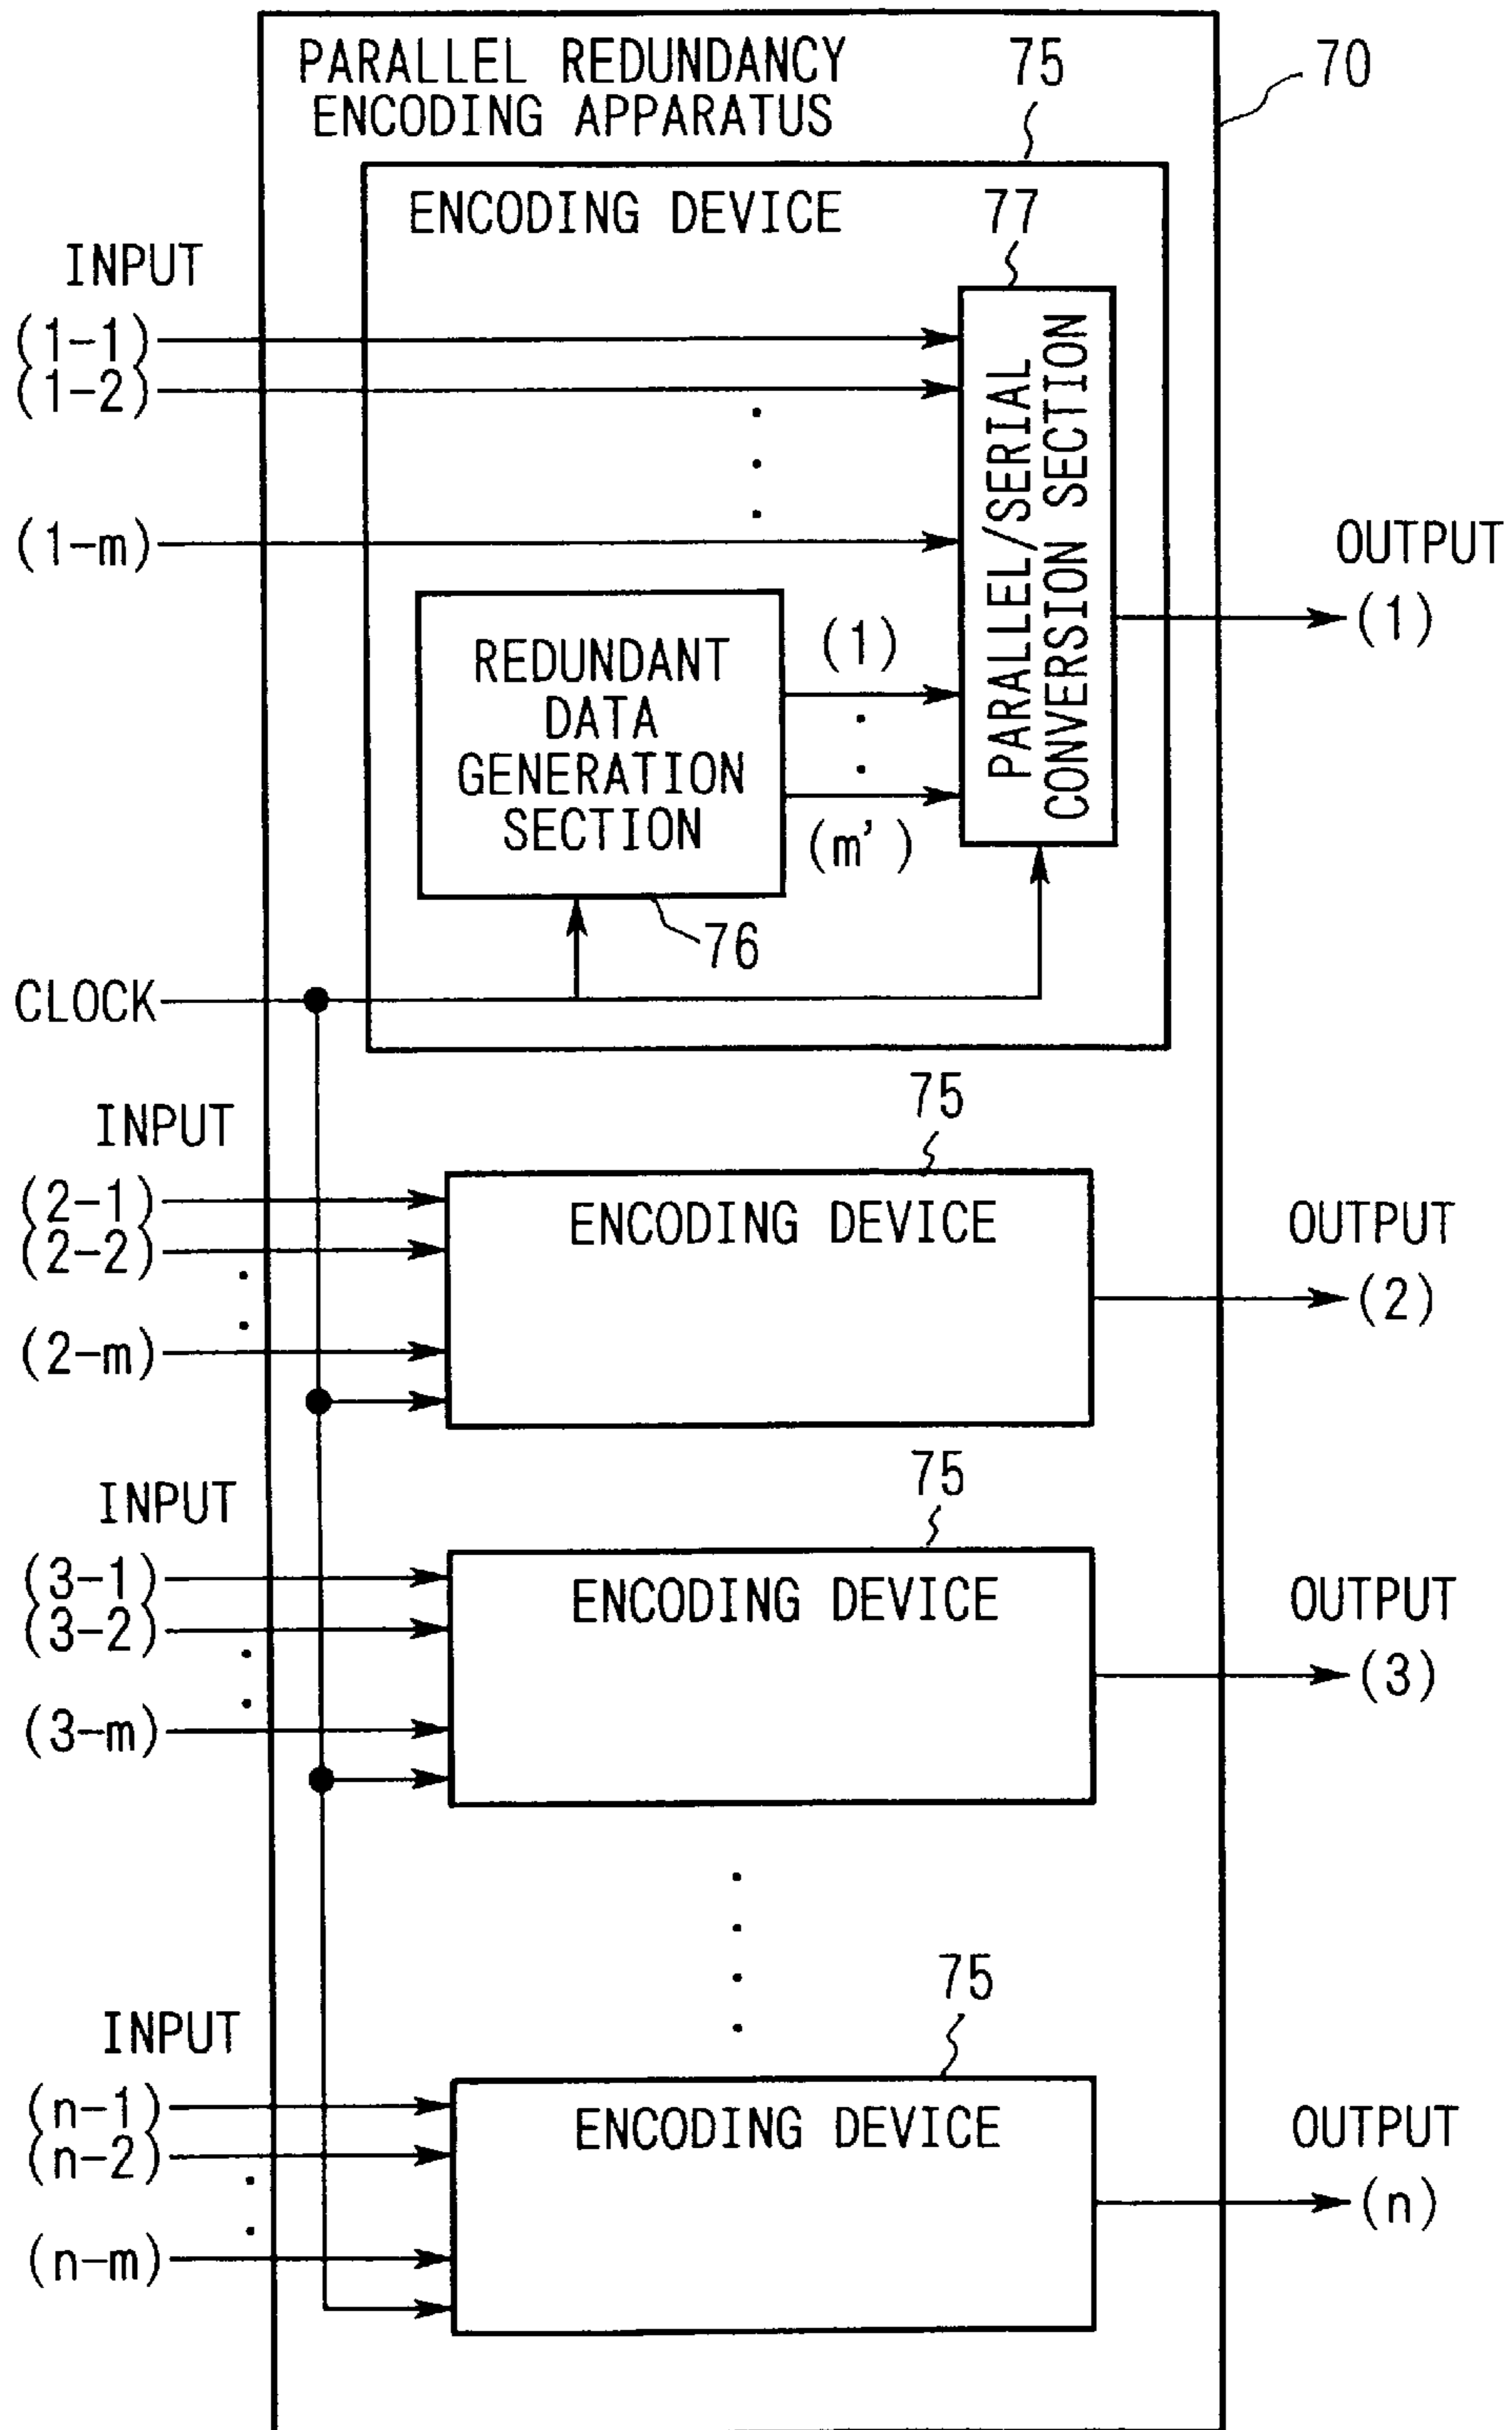 PARALLEL REDUNDANCY
ENCODING APPARATUS
75
70
ENCODING DEVICE
77
INPUT
(1-1)
(1-2)
(1-m)
PARALLEL/SERIAL
CONVERSION SECTION
OUTPUT
(1)
REDUNDANT
DATA
GENERATION
SECTION
(1)
(m')
76
CLOCK
75
INPUT
(2-1)
(2-2)
(2-m)
ENCODING DEVICE
OUTPUT
(2)
75
INPUT
(3-1)
(3-2)
(3-m)
ENCODING DEVICE
OUTPUT
(3)
75
INPUT
(n-1)
(n-2)
(n-m)
ENCODING DEVICE
OUTPUT
(n)